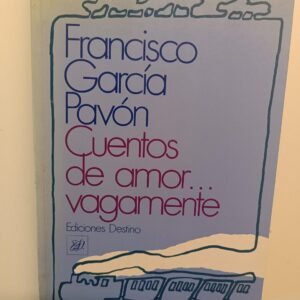 Francisco
García
Pavón
Cuentos
de amor...
vagamente
Ediciones Destino